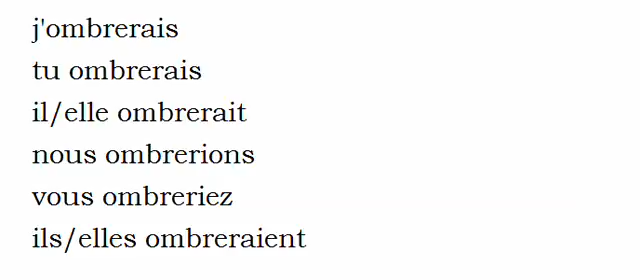 j'ombrerais
tu ombrerais
il/elle ombrerait
nous ombrerions
vous ombreriez
ils/elles ombreraient